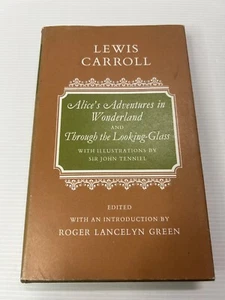 LEWIS
CARROLL
Alice's Adventures in
Wonderland
AND
Through the Looking-Glass
WITH ILLUSTRATIONS BY
SIR JOHN TENNIEL
EDITED
WITH AN INTRODUCTION BY
ROGER LANCELYN GREEN